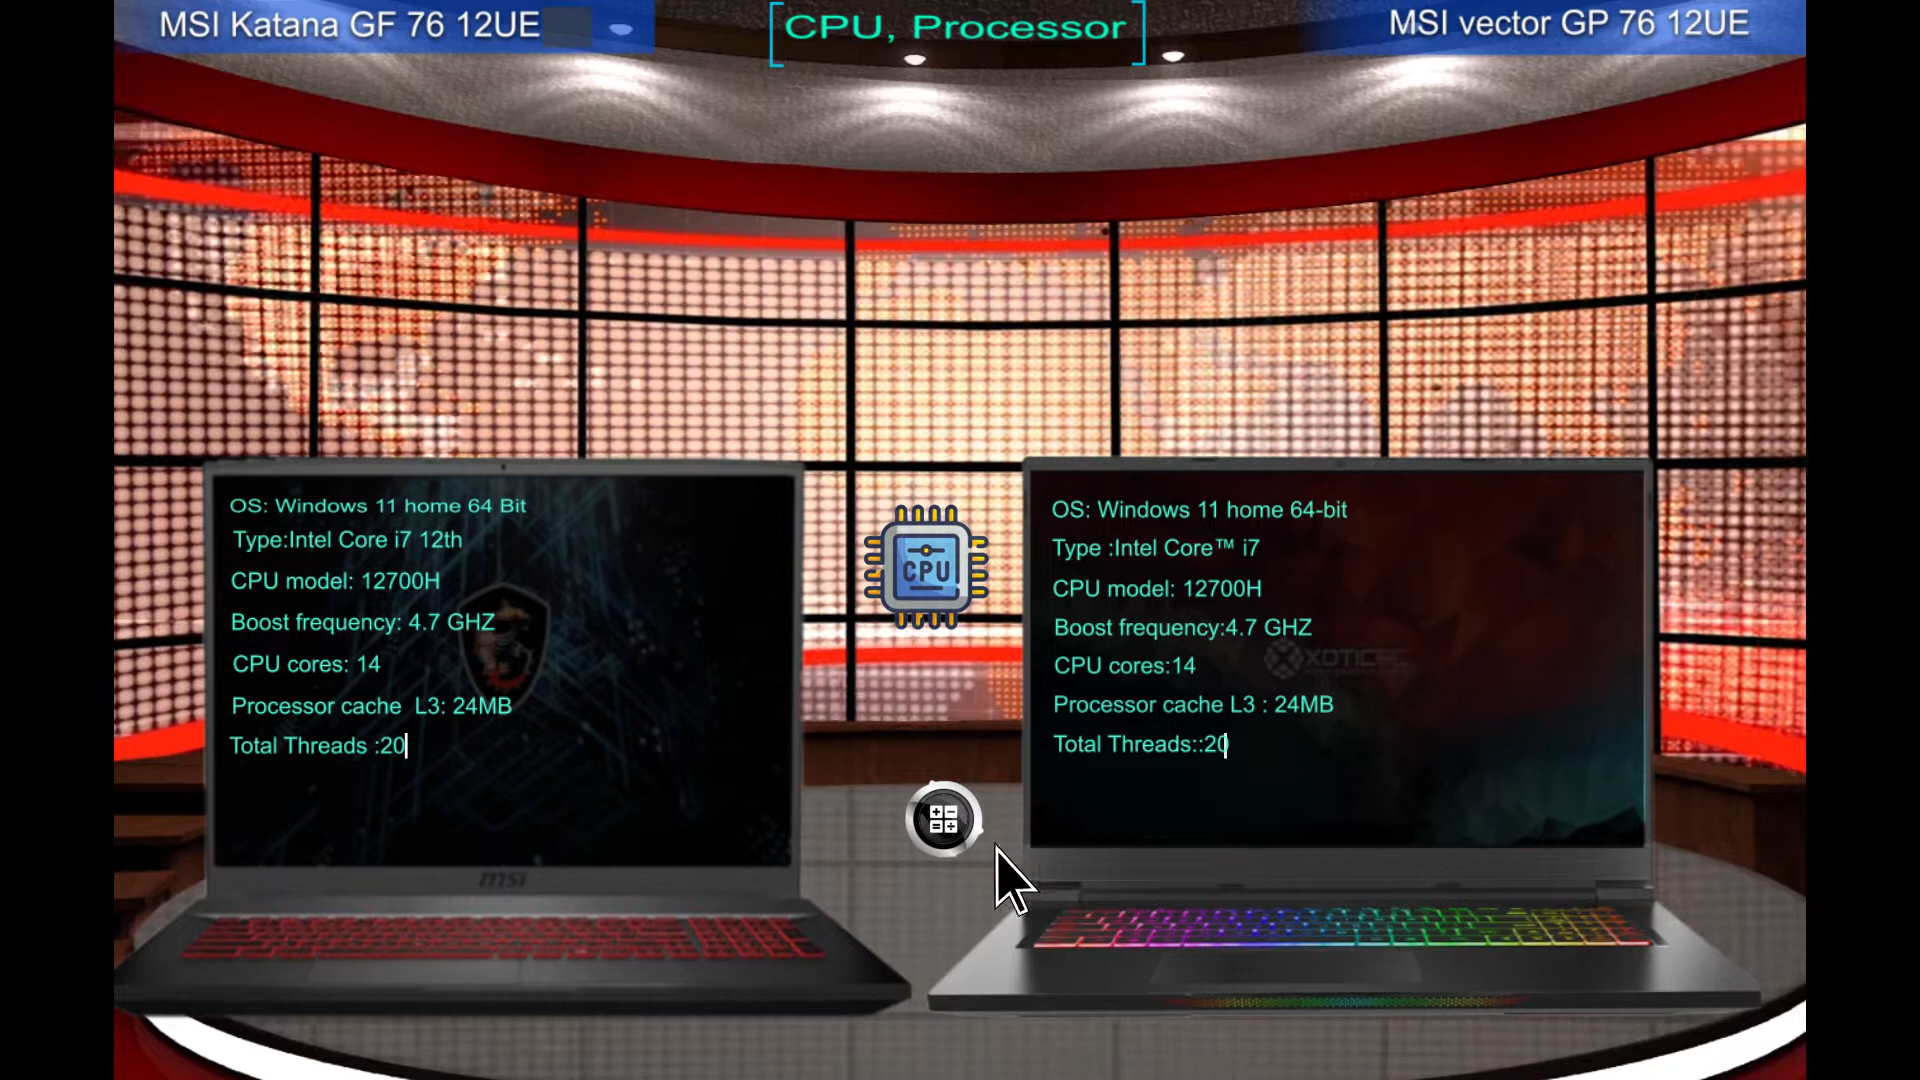 MSI Katana GF 76 12UE
CPU, Processor
MSI vector GP 76 12UE
OS: Windows 11 home 64 Bit
Type:Intel Core i7 12th
CPU model: 12700H
Boost frequency: 4.7 GHZ
CPU cores: 14
Processor cache L3: 24MB
Total Threads :20
msi
CPU
OS: Windows 11 home 64-bit
Type :Intel Core™ i7
CPU model: 12700H
Boost frequency:4.7 GHZ
CPU cores:14
Processor cache L3 : 24MB
Total Threads::20
XOTICPC